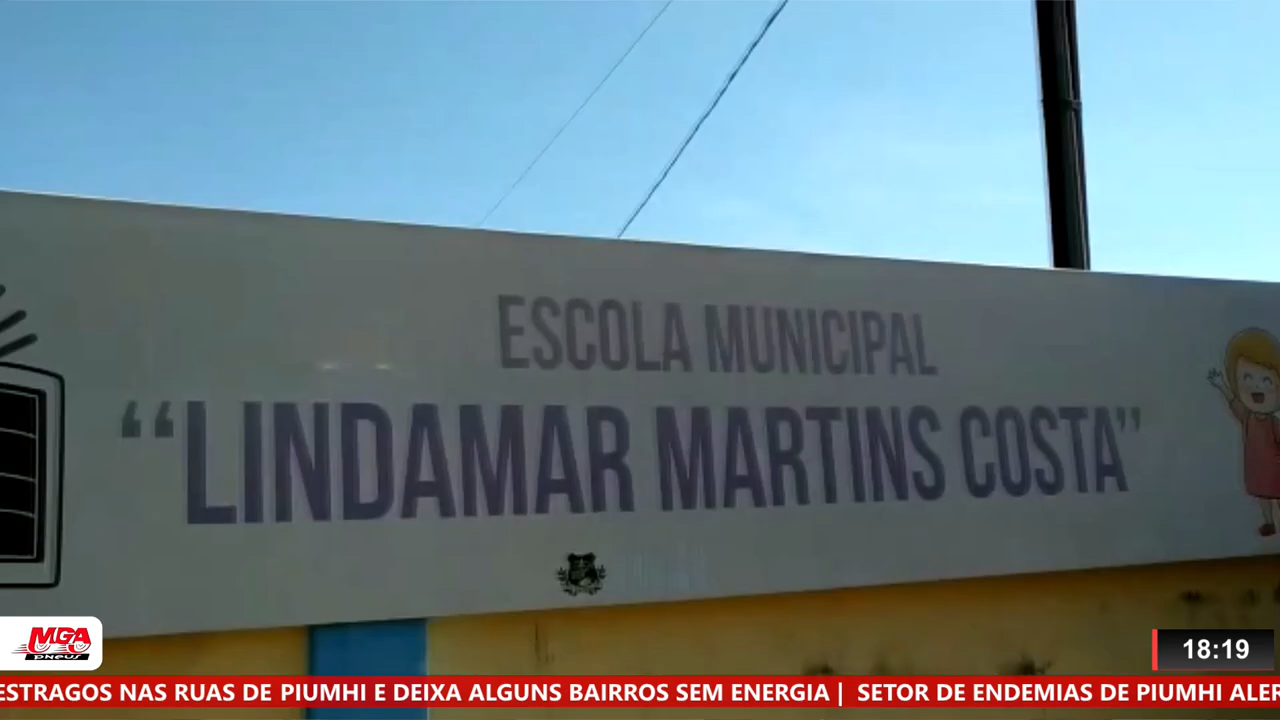 ESCOLA MUNICIPAL
“LINDAMAR MARTINS COSTA”
MGA
PNEUS
18:19
ESTRAGOS NAS RUAS DE PIUMHI E DEIXA ALGUNS BAIRROS SEM ENERGIA | SETOR DE ENDEMIAS DE PIUMHI ALER